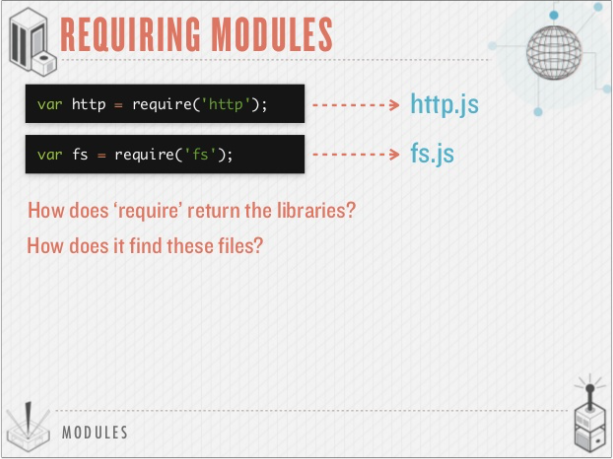 REQUIRING MODULES
var http = require('http');
http.js
var fs = require('fs');
fs.js
How does ‘require’ return the libraries?
How does it find these files?
MODULES